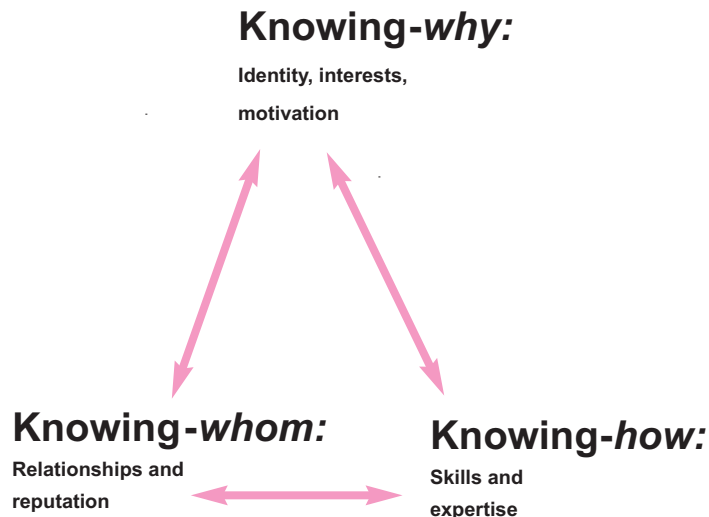 Knowing-why:
Identity, interests,
motivation
Knowing-whom:
Relationships and
reputation
Knowing-how:
Skills and
expertise